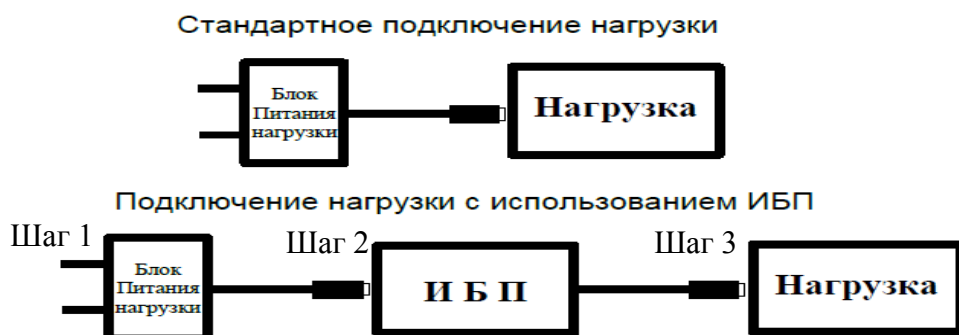 Стандартное подключение нагрузки
Блок
Питания
нагрузки
Нагрузка
Подключение нагрузки с использованием ИБП
Шаг 1
Шаг 2
Шаг 3
Блок
Питания
нагрузки
И Б П
Нагрузка